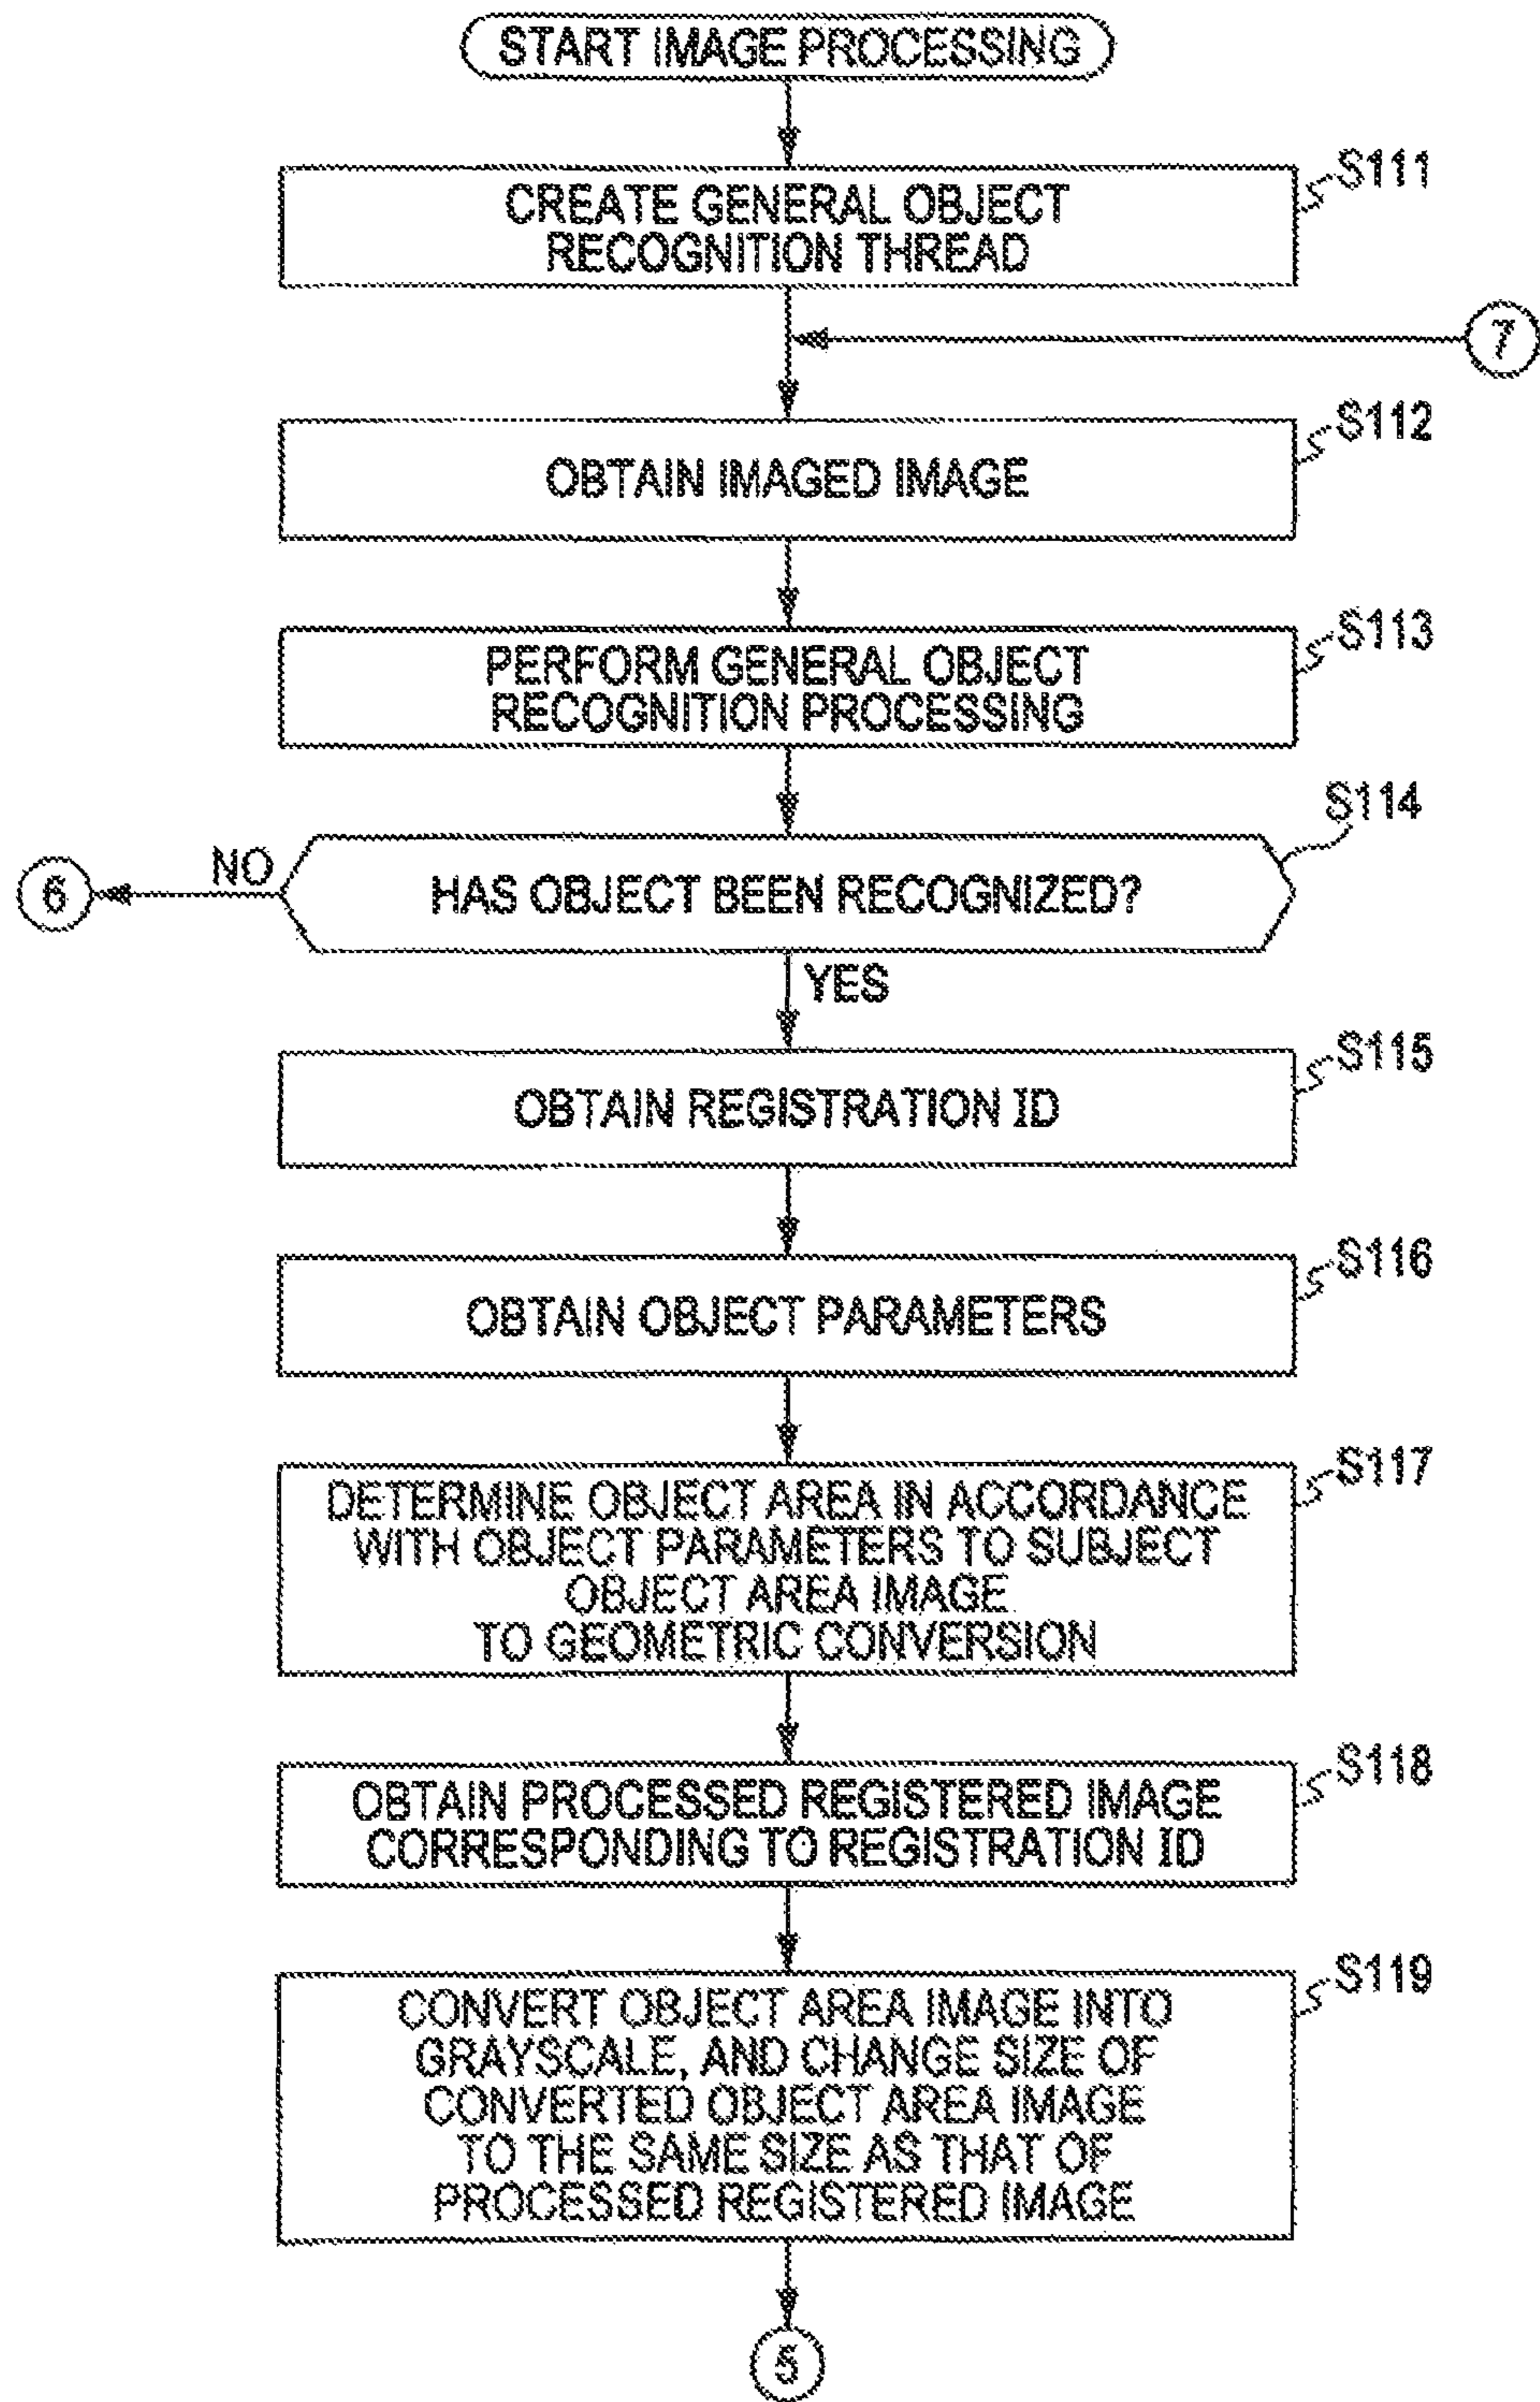 START IMAGE PROCESSING
S111
CREATE GENERAL OBJECT
RECOGNITION THREAD
7
S112
OBTAIN IMAGED IMAGE
S113
PERFORM GENERAL OBJECT
RECOGNITION PROCESSING
S114
6
NO
HAS OBJECT BEEN RECOGNIZED?
YES
S115
OBTAIN REGISTRATION ID
S116
OBTAIN OBJECT PARAMETERS
S117
DETERMINE OBJECT AREA IN ACCORDANCE
WITH OBJECT PARAMETERS TO SUBJECT
OBJECT AREA IMAGE
TO GEOMETRIC CONVERSION
S118
OBTAIN PROCESSED REGISTERED IMAGE
CORRESPONDING TO REGISTRATION ID
S119
CONVERT OBJECT AREA IMAGE INTO
GRAYSCALE, AND CHANGE SIZE OF
CONVERTED OBJECT AREA IMAGE
TO THE SAME SIZE AS THAT OF
PROCESSED REGISTERED IMAGE
5